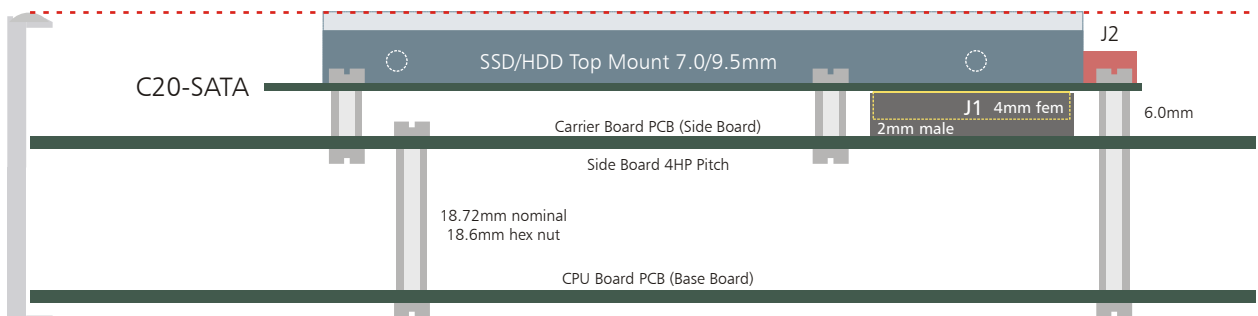 J2
SSD/HDD Top Mount 7.0/9.5mm
C20-SATA
J1 4mm fem
6.0mm
Carrier Board PCB (Side Board)
2mm male
Side Board 4HP Pitch
18.72mm nominal
18.6mm hex nut
CPU Board PCB (Base Board)